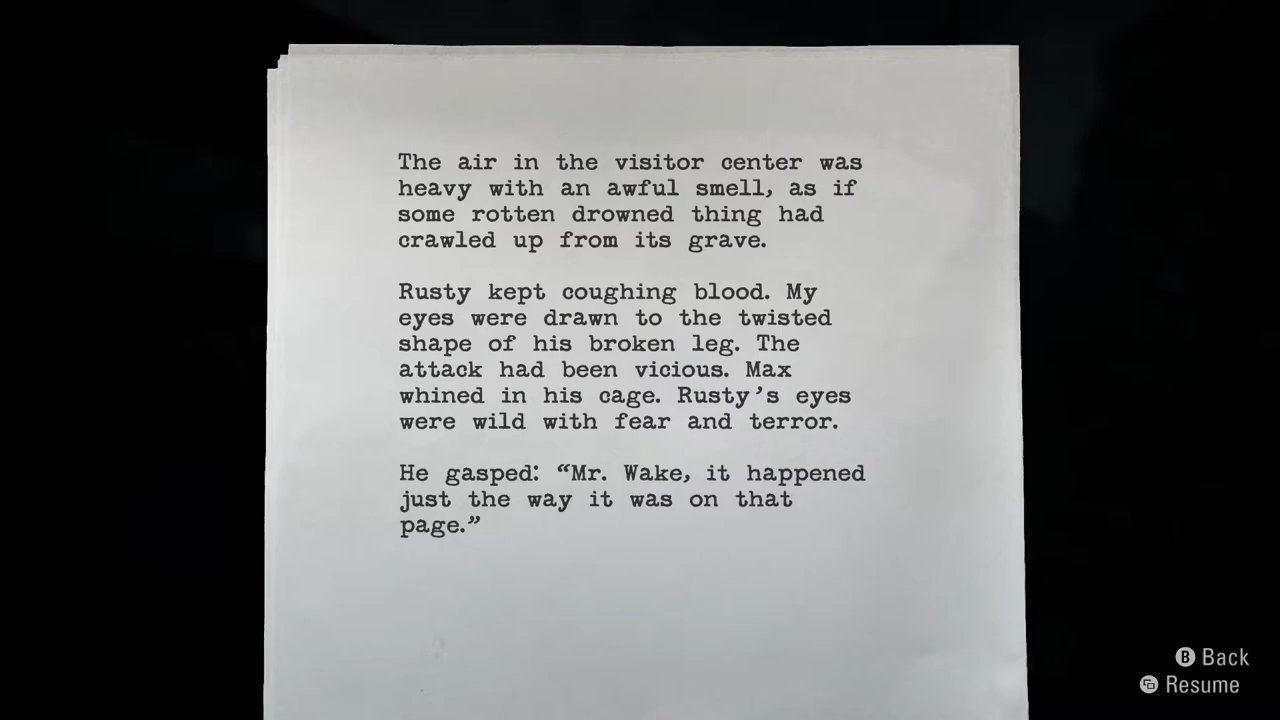 The air in the visitor center was
heavy with an awful smell, as if
some rotten drowned thing had
crawled up from its grave.
Rusty kept coughing blood. My
eyes were drawn to the twisted
shape of his broken leg. The
attack had been vicious. Max
whined in his cage. Rusty’s eyes
were wild with fear and terror.
He gasped: “Mr. Wake, it happened
just the way it was on that
page.”
B Back
Resume